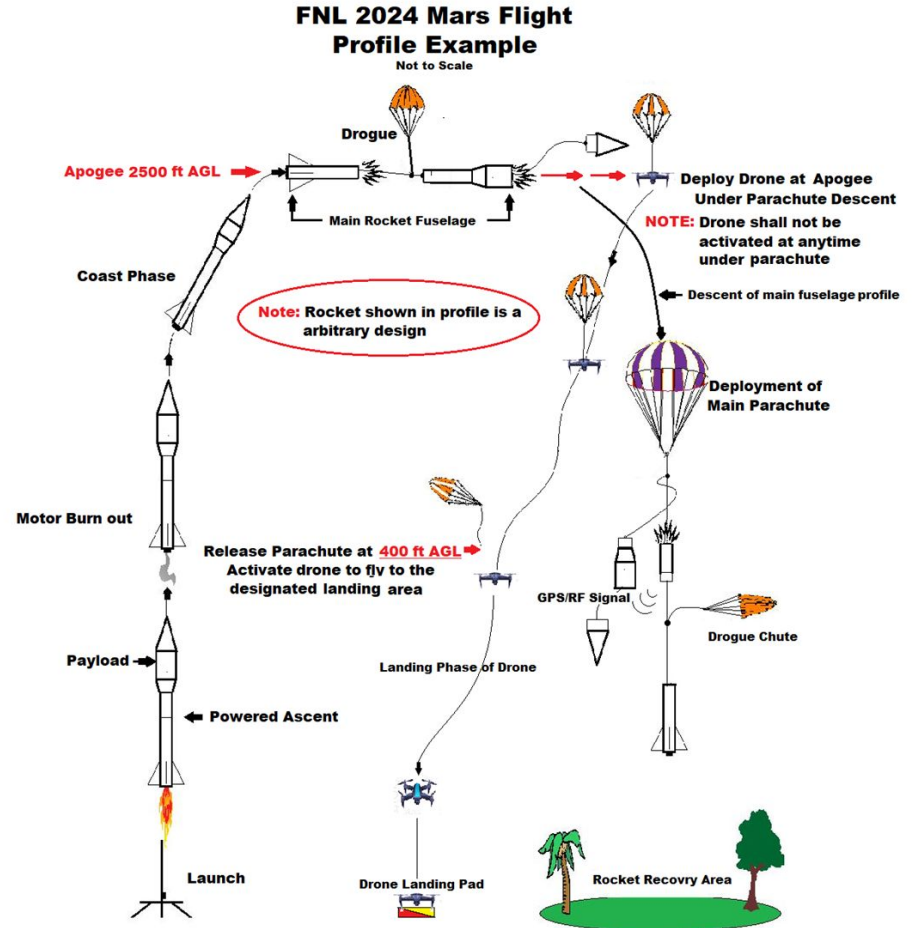 FNL 2024 Mars Flight
Profile Example
Not to Scale
Drogue
Apogee 2500 ft AGL
Main Rocket Fuselage
Deploy Drone at Apogee
Under Parachute Descent
NOTE: Drone shall not be
activated at anytime
under parachute
Coast Phase
Descent of main fuselage profile
Note: Rocket shown in profile is a
arbitrary design
Deployment of
Main Parachute
Motor Burn out
Release Parachute at 400 ft AGL
Activate drone to fly to the
designated landing area
GPS/RF Signal
Drogue Chute
Payload
Landing Phase of Drone
Powered Ascent
Launch
Drone Landing Pad
Rocket Recovry Area